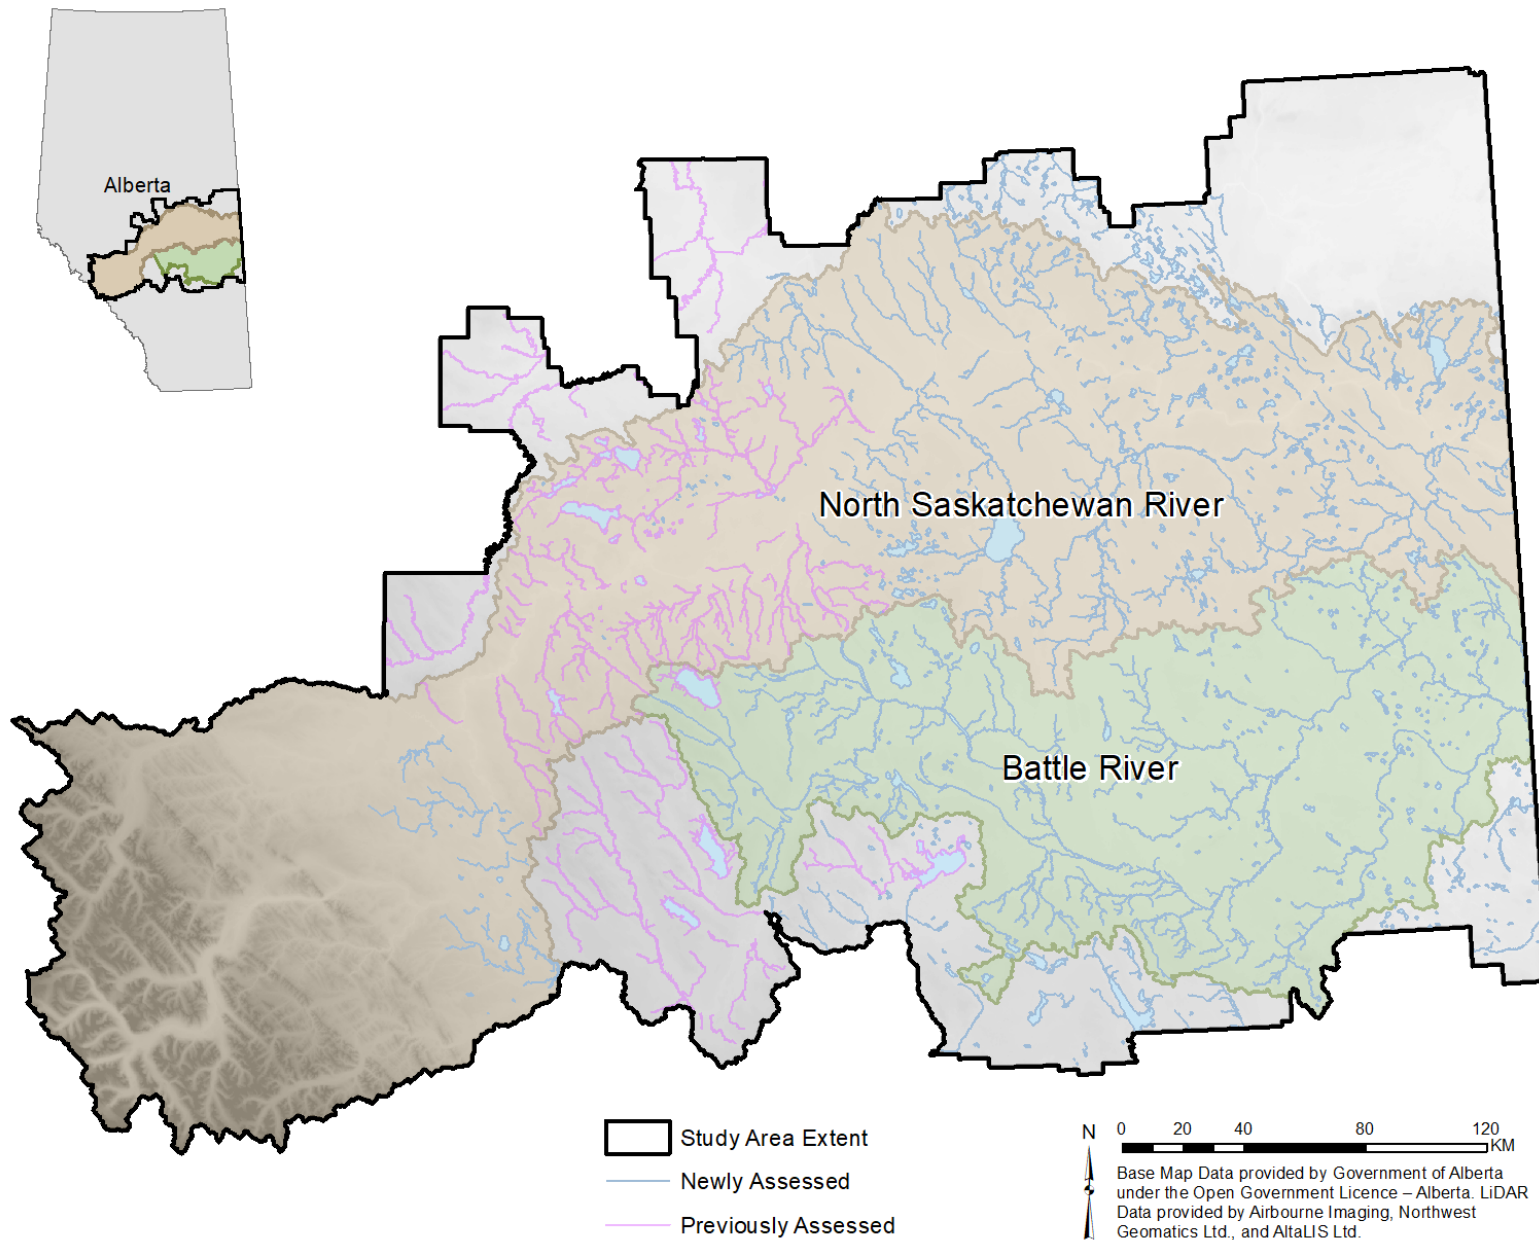 Alberta
North Saskatchewan River
Battle River
Study Area Extent
Newly Assessed
Previously Assessed
N
0 20 40 80 120
KM
Base Map Data provided by Government of Alberta
under the Open Government Licence – Alberta. LiDAR
Data provided by Airbourne Imaging, Northwest
Geomatics Ltd., and AltaLIS Ltd.